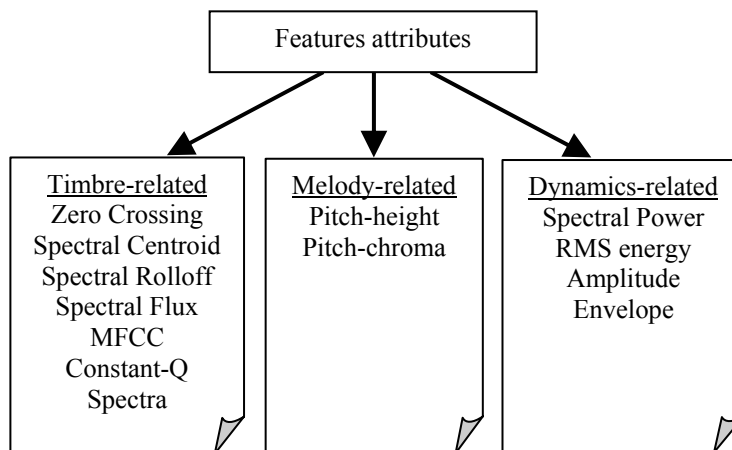 Features attributes
Timbre-related
Zero Crossing
Spectral Centroid
Spectral Rolloff
Spectral Flux
MFCC
Constant-Q
Spectra
Melody-related
Pitch-height
Pitch-chroma
Dynamics-related
Spectral Power
RMS energy
Amplitude
Envelope